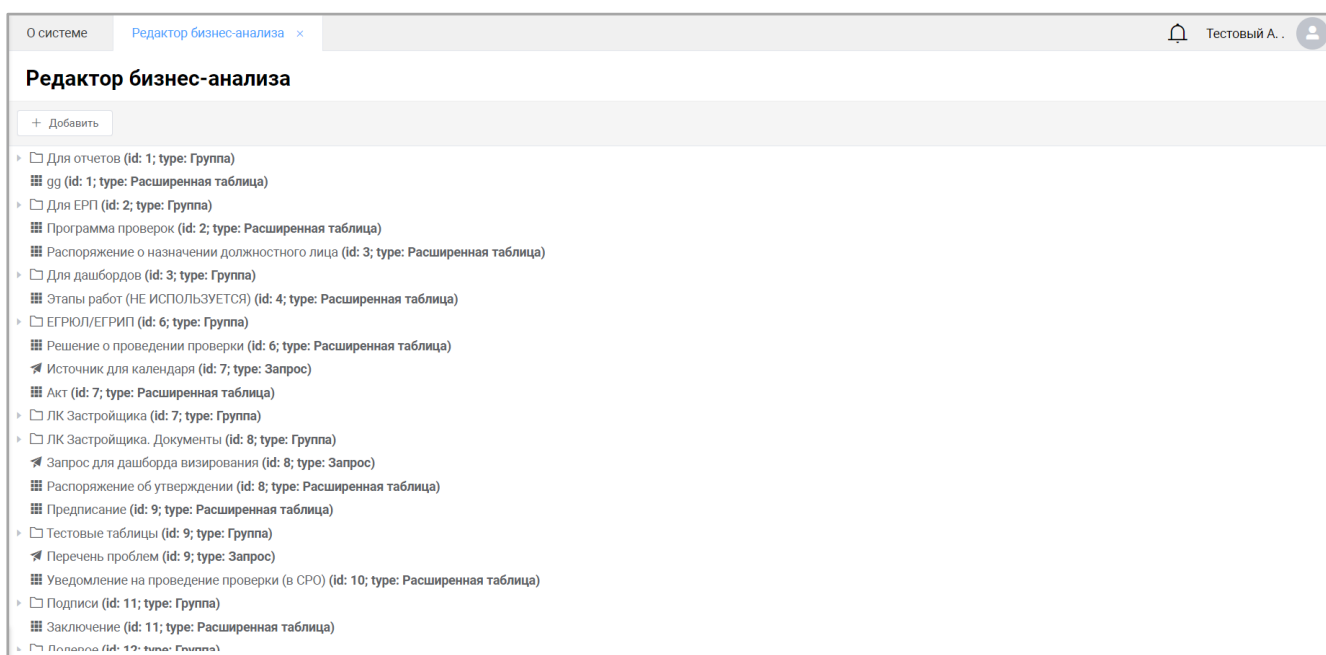 О системе Редактор бизнес-анализа × Тестовый А. .
Редактор бизнес-анализа
+ Добавить
Для отчетов (id: 1; type: Группа)
gg (id: 1; type: Расширенная таблица)
Для ЕРП (id: 2; type: Группа)
Программа проверок (id: 2; type: Расширенная таблица)
Распоряжение о назначении должностного лица (id: 3; type: Расширенная таблица)
Для дашбордов (id: 3; type: Группа)
Этапы работ (НЕ ИСПОЛЬЗУЕТСЯ) (id: 4; type: Расширенная таблица)
ЕГРЮЛ/ЕГРИП (id: 6; type: Группа)
Решение о проведении проверки (id: 6; type: Расширенная таблица)
Источник для календаря (id: 7; type: Запрос)
Акт (id: 7; type: Расширенная таблица)
ЛК Застройщика (id: 7; type: Группа)
ЛК Застройщика. Документы (id: 8; type: Группа)
Запрос для дашборда визирования (id: 8; type: Запрос)
Распоряжение об утверждении (id: 8; type: Расширенная таблица)
Предписание (id: 9; type: Расширенная таблица)
Тестовые таблицы (id: 9; type: Группа)
Перечень проблем (id: 9; type: Запрос)
Уведомление на проведение проверки (в СРО) (id: 10; type: Расширенная таблица)
Подписи (id: 11; type: Группа)
Заключение (id: 11; type: Расширенная таблица)
Долевое (id: 12; type: Группа)